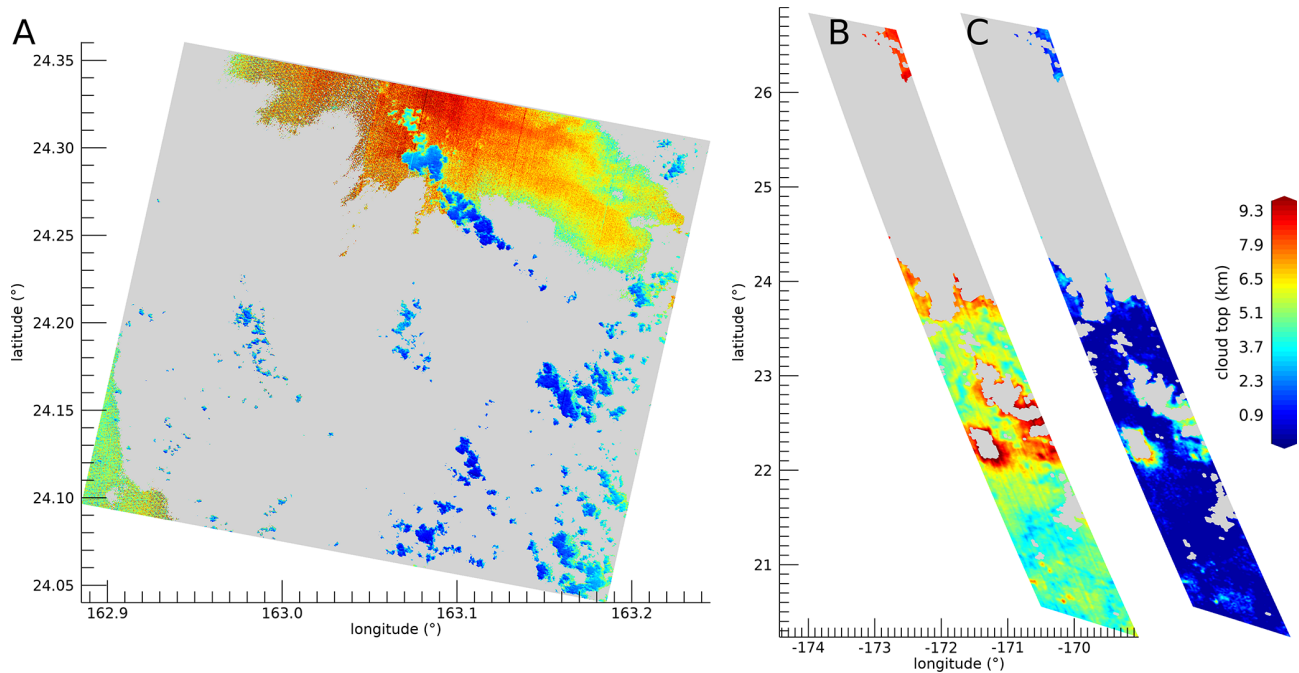 A
24.35
24.30
24.25
24.20
24.15
24.10
24.05
latitude (°)
162.9 163.0 163.1 163.2
longitude (°)
B C
26
25
24
23
22
21
latitude (°)
-174 -173 -172 -171 -170
longitude (°)
cloud top (km)
9.3
7.9
6.5
5.1
3.7
2.3
0.9